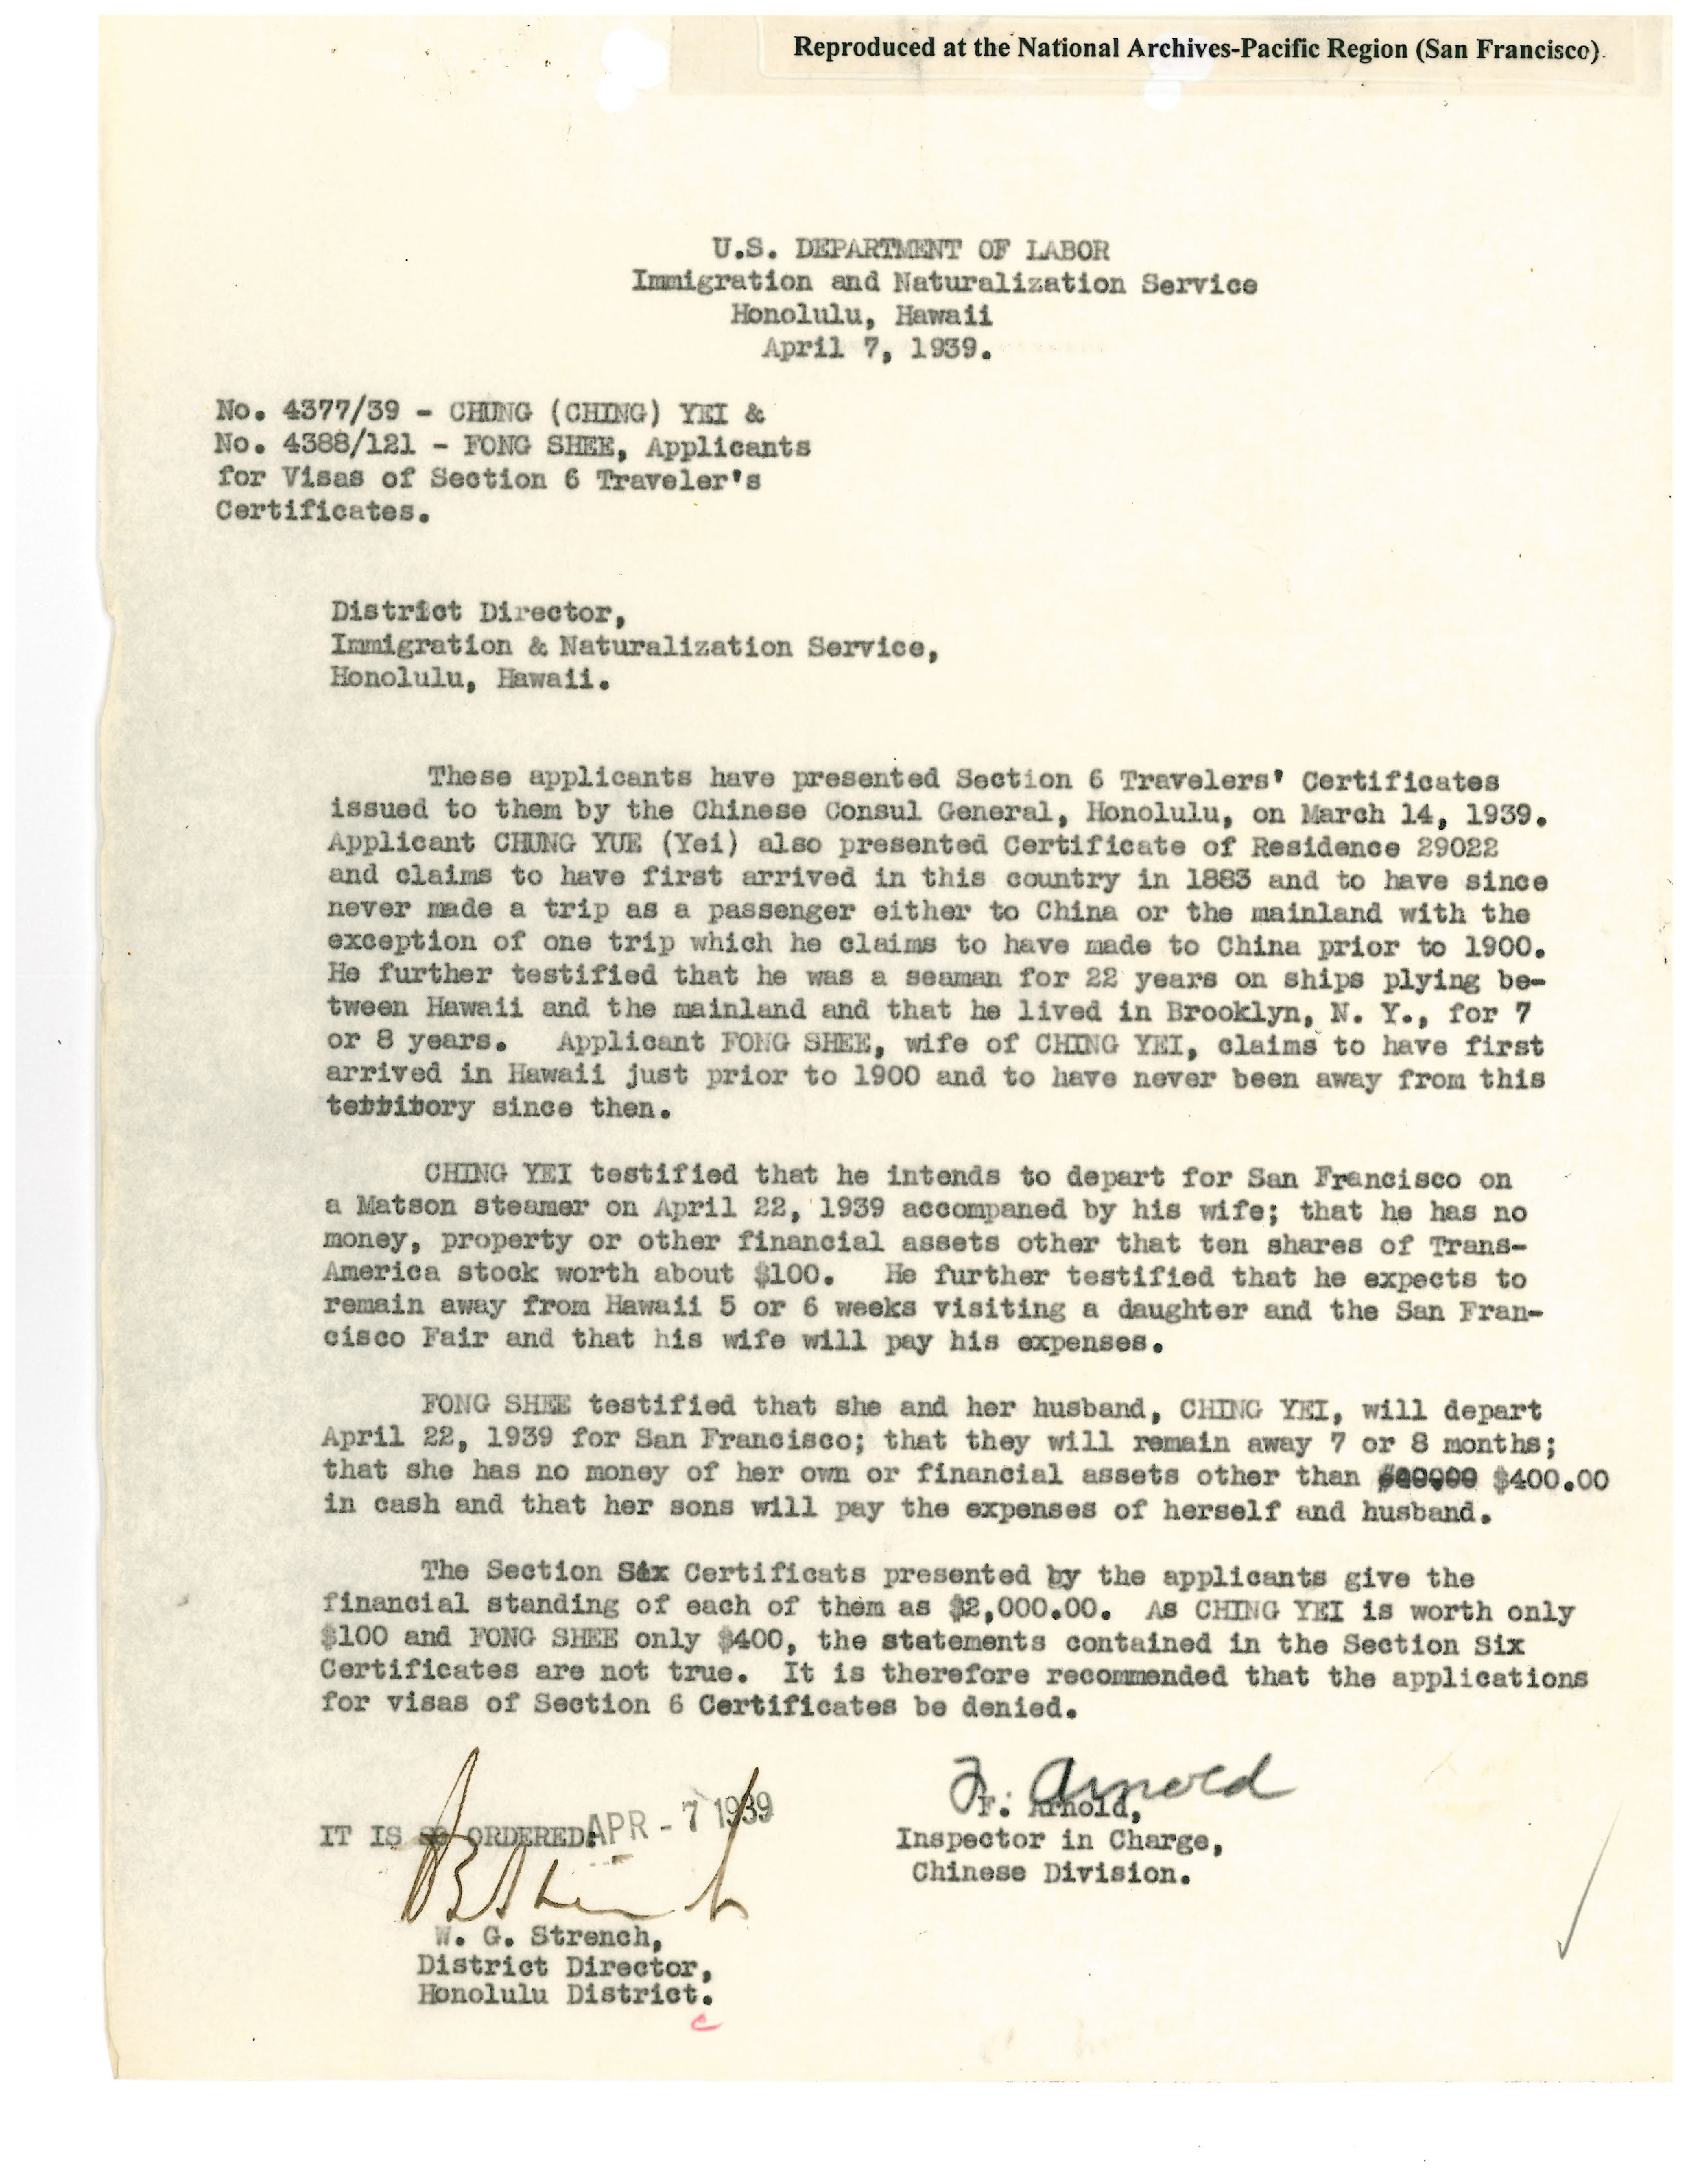 Reproduced at the National Archives-Pacific Region (San Francisco)
U.S. DEPARTMENT OF LABOR
Immigration and Naturalization Service
Honolulu, Hawaii
April 7, 1939.
No. 4377/39 - CHUNG (CHING) YEI &
No. 4388/121 - FONG SHEE, Applicants
for Visas of Section 6 Traveler's
Certificates.
District Director,
Immigration & Naturalization Service,
Honolulu, Hawaii.
These applicants have presented Section 6 Travelers' Certificates
issued to them by the Chinese Consul General, Honolulu, on March 14, 1939.
Applicant CHUNG YUE (Yei) also presented Certificate of Residence 29022
and claims to have first arrived in this country in 1883 and to have since
never made a trip as a passenger either to China or the mainland with the
exception of one trip which he claims to have made to China prior to 1900.
He further testified that he was a seaman for 22 years on ships plying be-
tween Hawaii and the mainland and that he lived in Brooklyn, N. Y., for 7
or 8 years. Applicant FONG SHEE, wife of CHING YEI, claims to have first
arrived in Hawaii just prior to 1900 and to have never been away from this
territory since then.
CHING YEI testified that he intends to depart for San Francisco on
a Matson steamer on April 22, 1939 accompaned by his wife; that he has no
money, property or other financial assets other that ten shares of Trans-
America stock worth about $100. He further testified that he expects to
remain away from Hawaii 5 or 6 weeks visiting a daughter and the San Fran-
cisco Fair and that his wife will pay his expenses.
FONG SHEE testified that she and her husband, CHING YEI, will depart
April 22, 1939 for San Francisco; that they will remain away 7 or 8 months;
that she has no money of her own or financial assets other than $400.00
in cash and that her sons will pay the expenses of herself and husband.
The Section Six Certificats presented by the applicants give the
financial standing of each of them as $2,000.00. As CHING YEI is worth only
$100 and FONG SHEE only $400, the statements contained in the Section Six
Certificates are not true. It is therefore recommended that the applications
for visas of Section 6 Certificates be denied.
F. Arnold
F. Arnold,
Inspector in Charge,
Chinese Division.
IT IS SO ORDERED: APR - 7 1939
W. G. Strench,
District Director,
Honolulu District.
c